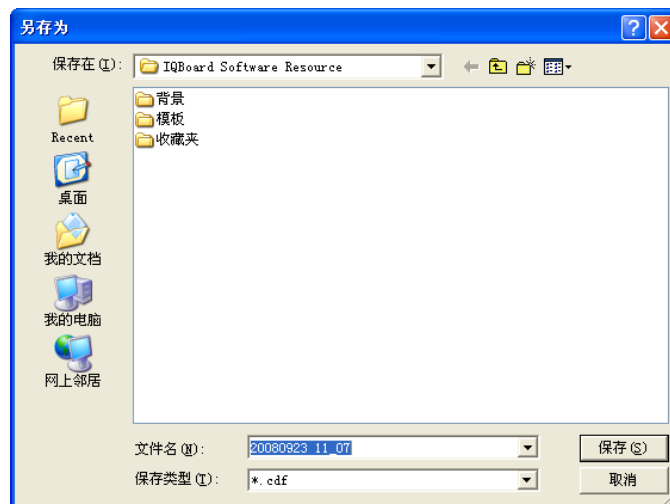 另存为
保存在(I):
IQBoard Software Resource
背景
模板
收藏夹
Recent
桌面
我的文档
我的电脑
网上邻居
文件名(N):
20080923 11_07
保存(S)
保存类型(T):
*.cdf
取消